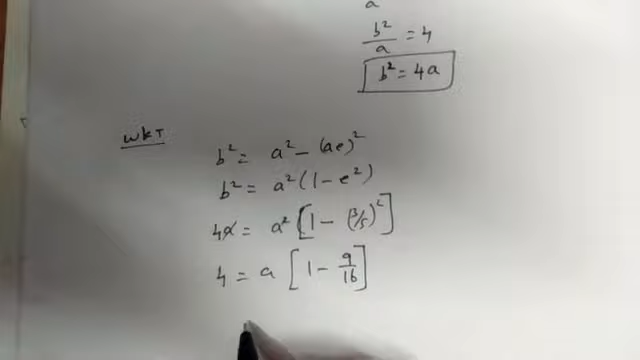 a
b²/a = 4
b² = 4a
WKT
b² = a² – (ae)²
b² = a² (1 – e²)
4a = a² [1 – (3/5)²]
4 = a [1 – 9/16]